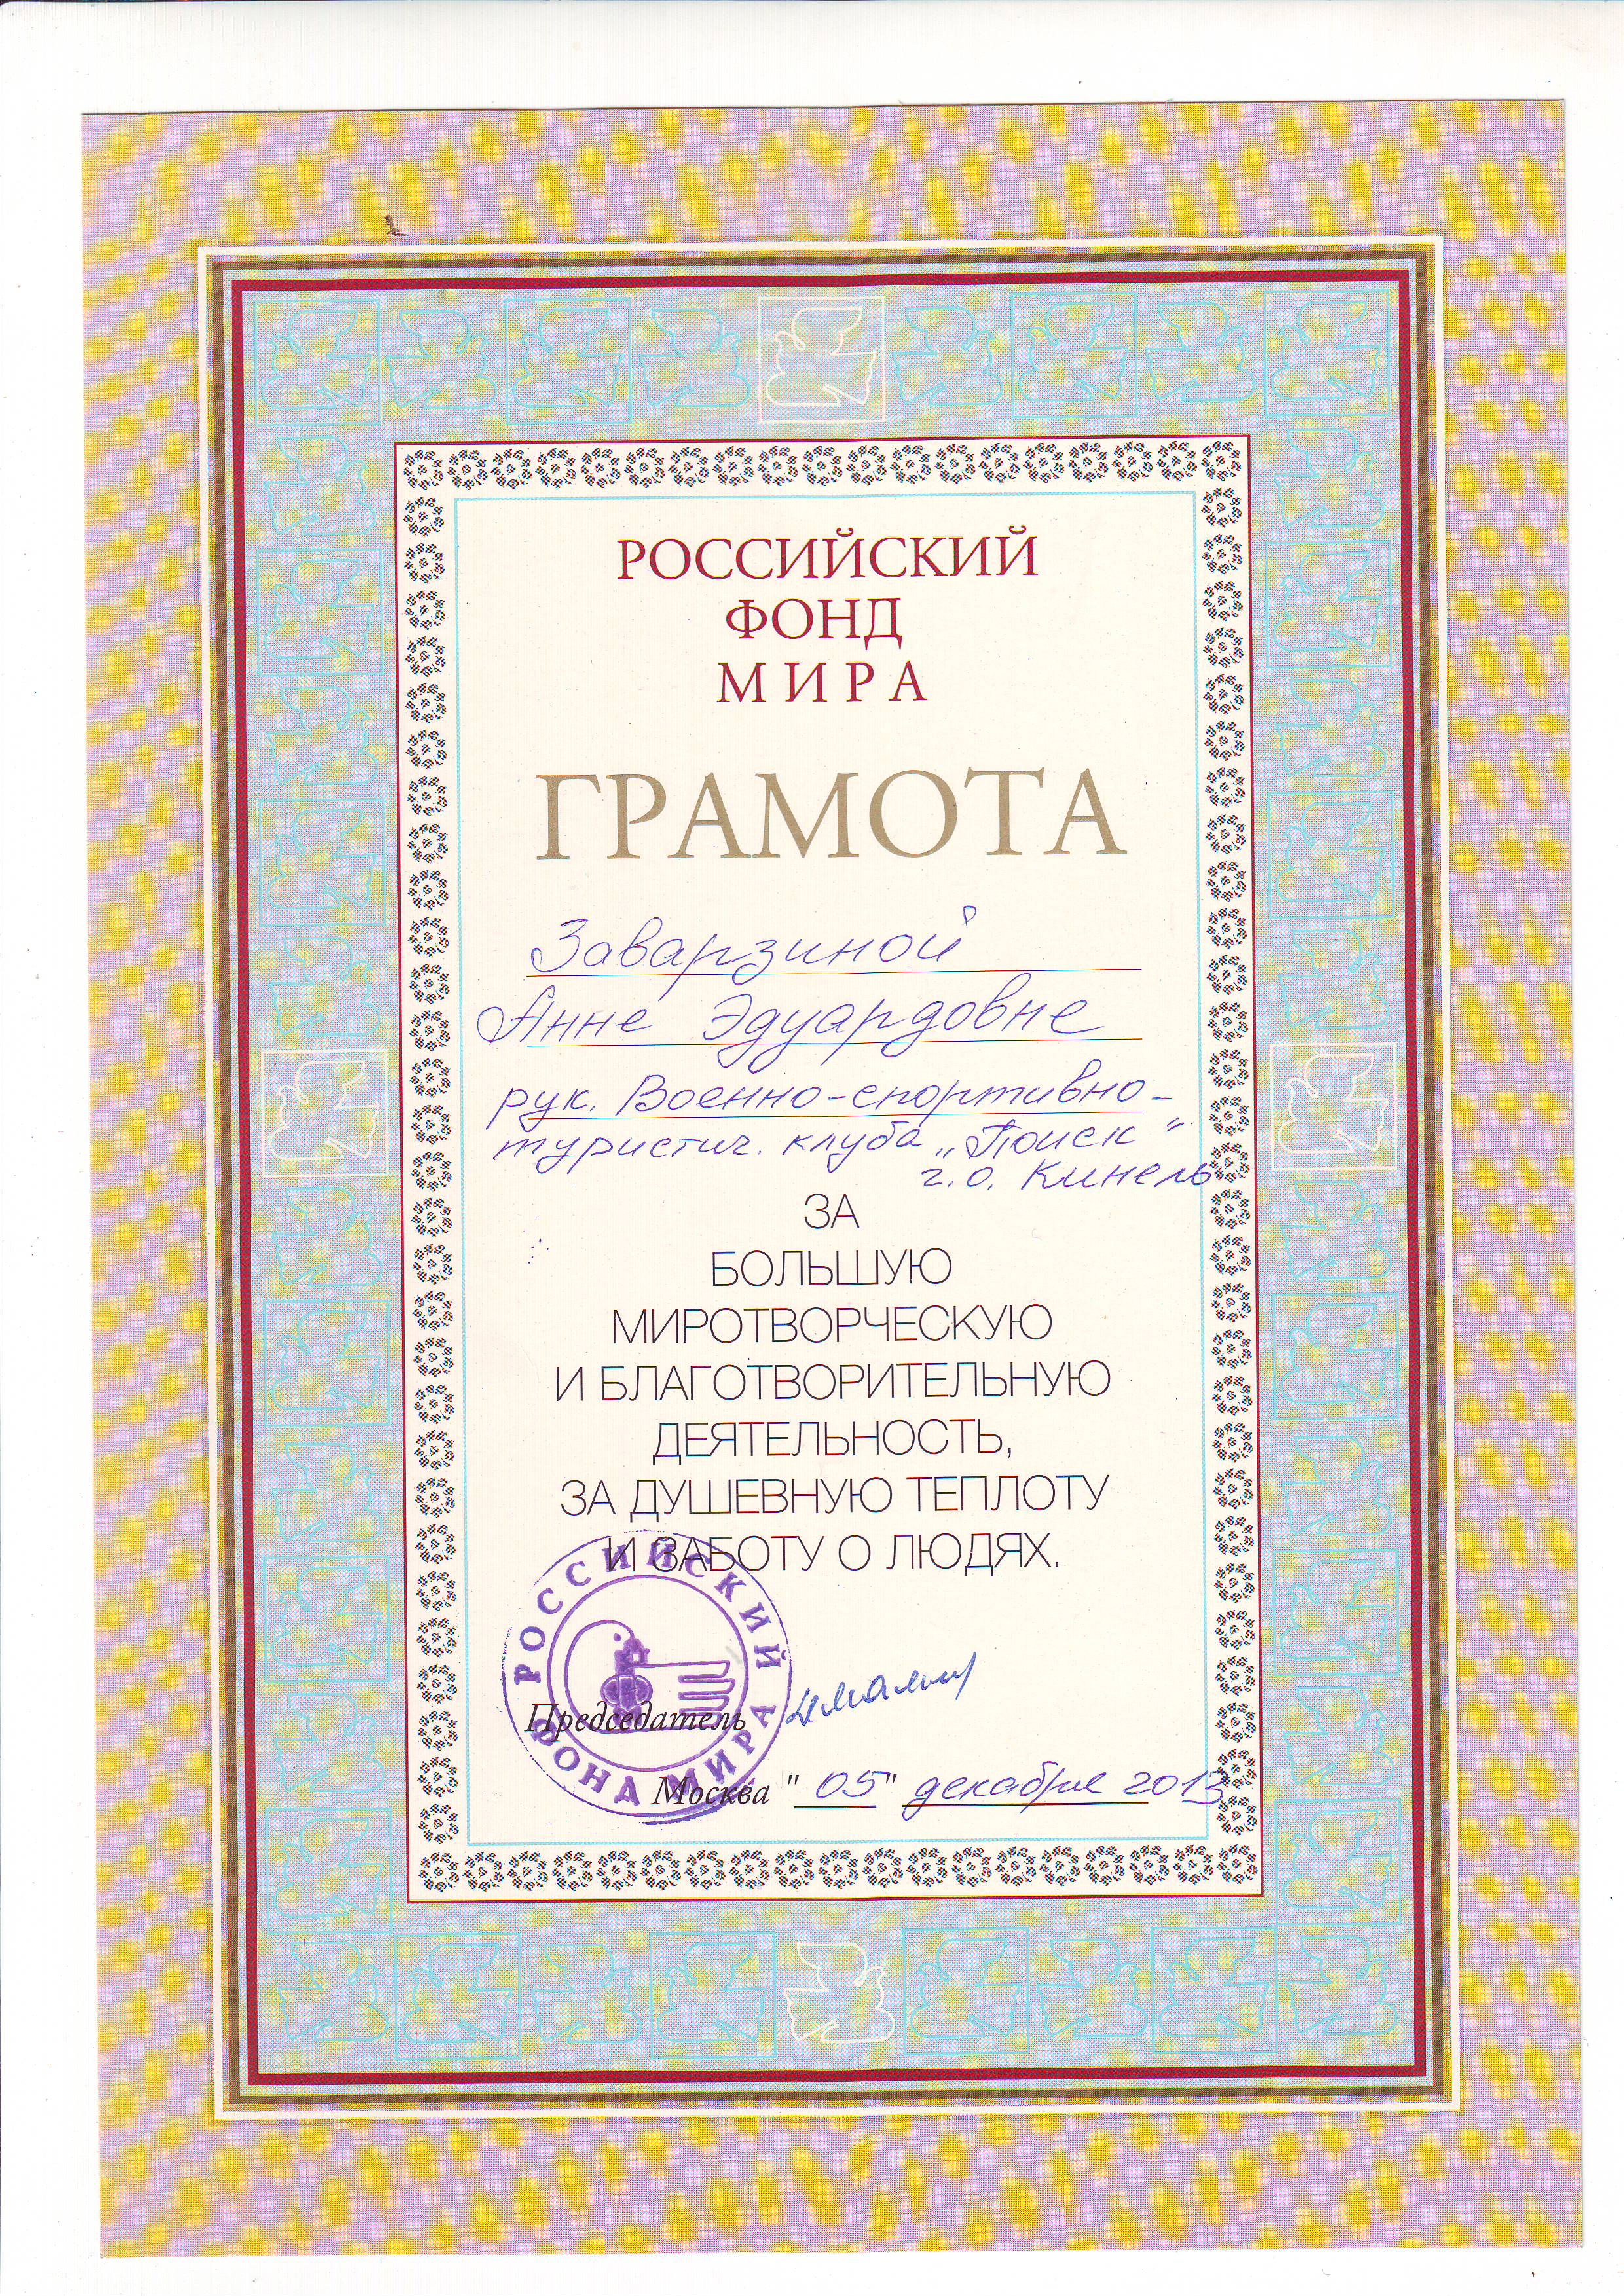 РОССИЙСКИЙ
ФОНД
МИРА
ГРАМОТА
Заварзиной
Анне Эдуардовне
рук. Военно-спортивно-
туристич. клуба „Поиск"
г.о. Кинель
ЗА
БОЛЬШУЮ
МИРОТВОРЧЕСКУЮ
И БЛАГОТВОРИТЕЛЬНУЮ
ДЕЯТЕЛЬНОСТЬ,
ЗА ДУШЕВНУЮ ТЕПЛОТУ
И ЗАБОТУ О ЛЮДЯХ.
РОССИЙСКИЙ
ФОНД МИРА
Председатель
Москва "05" декабря 2013